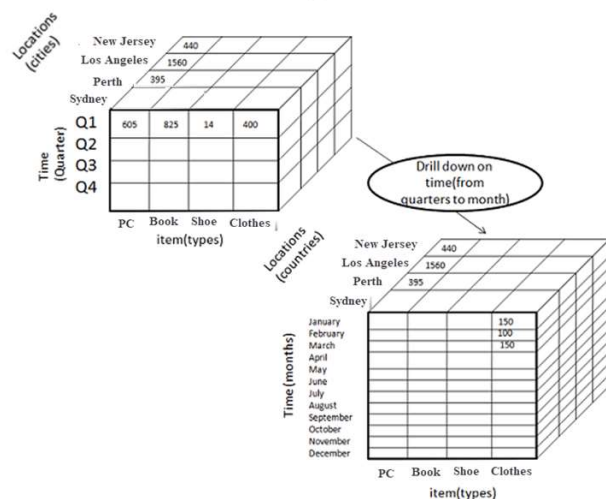 Locations
(cities)
New Jersey 440
Los Angeles 1560
Perth 395
Sydney
Time
(Quarter)
Q1 605 825 14 400
Q2
Q3
Q4
PC Book Shoe Clothes
item(types)
Drill down on
time(from
quarters to month)
Locations
(countries)
New Jersey 440
Los Angeles 1560
Perth 395
Sydney
Time (months)
January 150
February 100
March 150
April
May
June
July
August
September
October
November
December
PC Book Shoe Clothes
item(types)